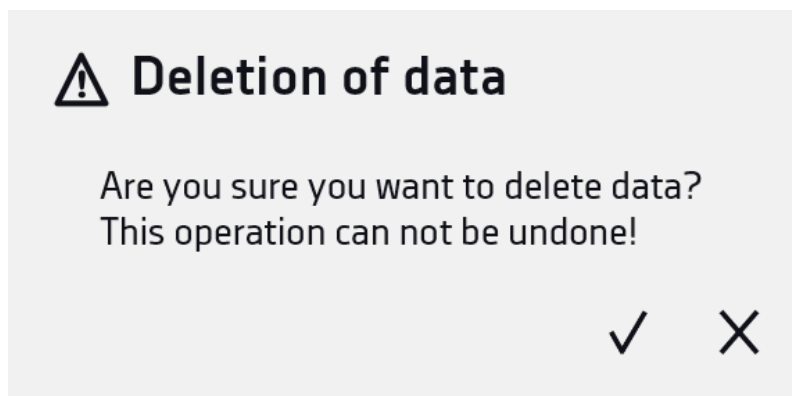 Deletion of data
Are you sure you want to delete data?
This operation can not be undone!